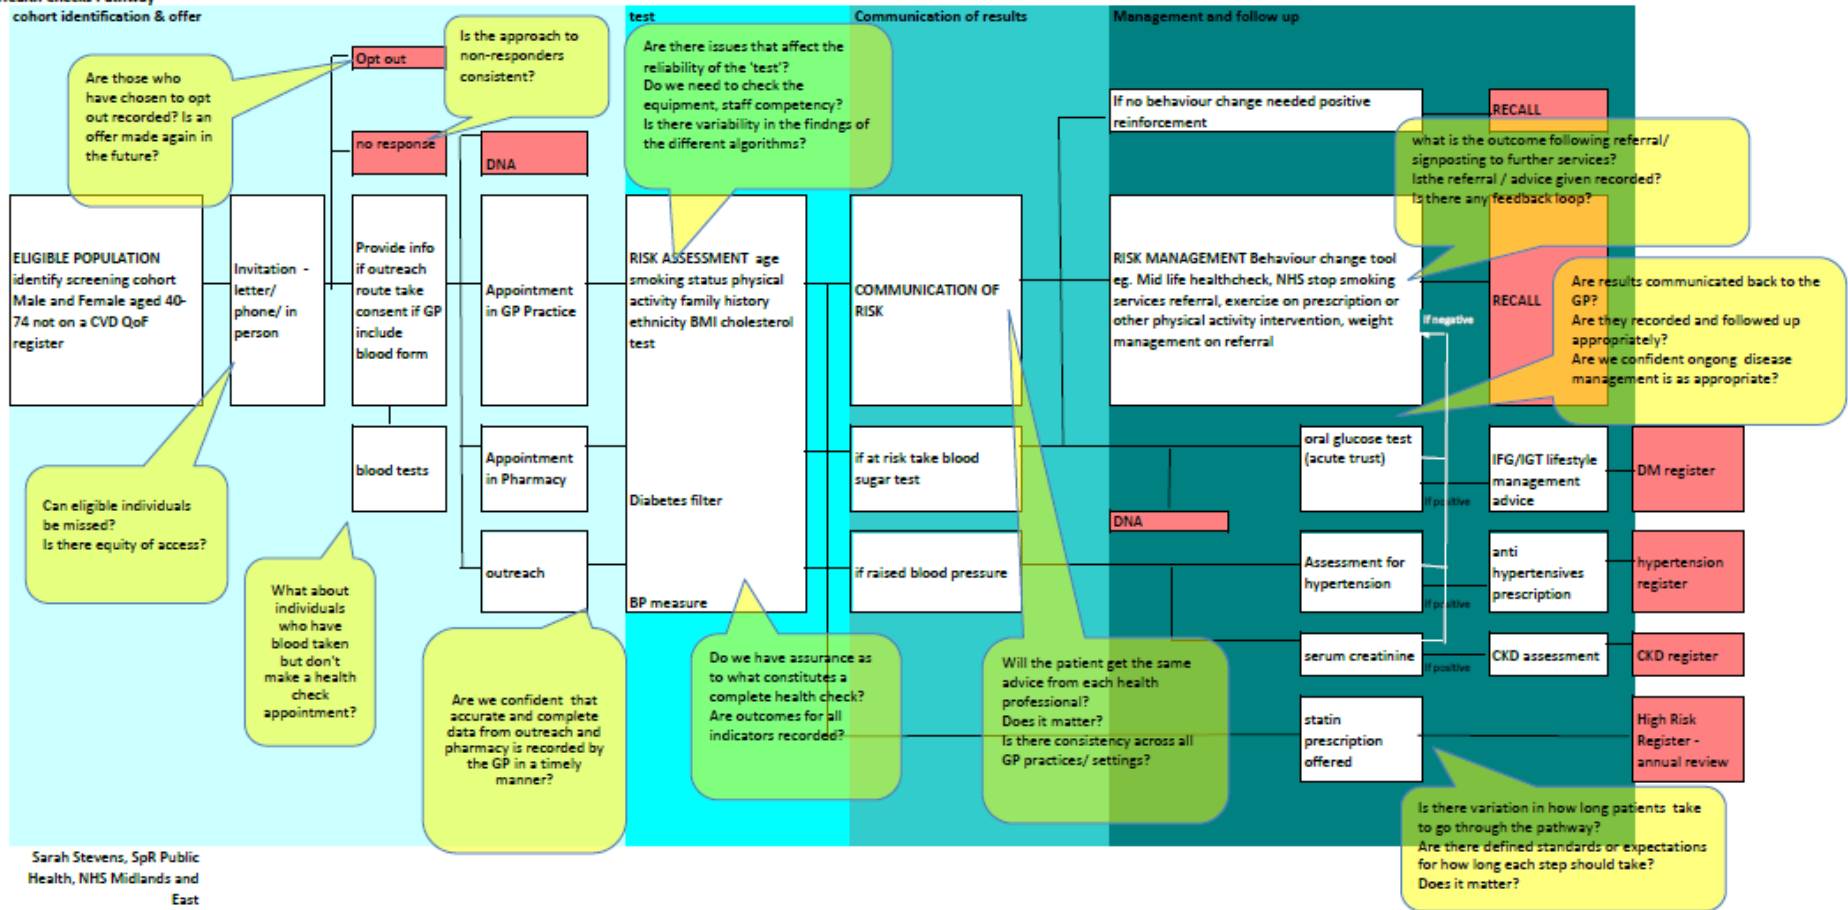 cohort identification & offer
test
Communication of results
Management and follow up
Opt out
Is the approach to
non-responders
consistent?
Are those who
have chosen to opt
out recorded? Is an
offer made again in
the future?
no response
DNA
Are there issues that affect the
reliability of the 'test'?
Do we need to check the
equipment, staff competency?
Is there variability in the findngs of
the different algorithms?
If no behaviour change needed positive
reinforcement
RECALL
what is the outcome following referral/
signposting to further services?
Isthe referral / advice given recorded?
Is there any feedback loop?
ELIGIBLE POPULATION
identify screening cohort
Male and Female aged 40-
74 not on a CVD QoF
register
Invitation -
letter/
phone/ in
person
Provide info
if outreach
route take
consent if GP
include
blood form
Appointment
in GP Practice
RISK ASSESSMENT age
smoking status physical
activity family history
ethnicity BMI cholesterol
test
COMMUNICATION OF
RISK
RISK MANAGEMENT Behaviour change tool
eg. Mid life healthcheck, NHS stop smoking
services referral, exercise on prescription or
other physical activity intervention, weight
management on referral
If negative
RECALL
Are results communicated back to the
GP?
Are they recorded and followed up
appropriately?
Are we confident ongong disease
management is as appropriate?
blood tests
Appointment
in Pharmacy
Diabetes filter
if at risk take blood
sugar test
oral glucose test
(acute trust)
If positive
IFG/IGT lifestyle
management
advice
DM register
DNA
Can eligible individuals
be missed?
Is there equity of access?
outreach
BP measure
if raised blood pressure
Assessment for
hypertension
If positive
anti
hypertensives
prescription
hypertension
register
What about
individuals
who have
blood taken
but don't
make a health
check
appointment?
Are we confident that
accurate and complete
data from outreach and
pharmacy is recorded by
the GP in a timely
manner?
Do we have assurance as
to what constitutes a
complete health check?
Are outcomes for all
indicators recorded?
Will the patient get the same
advice from each health
professional?
Does it matter?
Is there consistency across all
GP practices/ settings?
serum creatinine
If positive
CKD assessment
CKD register
statin
prescription
offered
High Risk
Register -
annual review
Is there variation in how long patients take
to go through the pathway?
Are there defined standards or expectations
for how long each step should take?
Does it matter?
Sarah Stevens, SpR Public
Health, NHS Midlands and
East